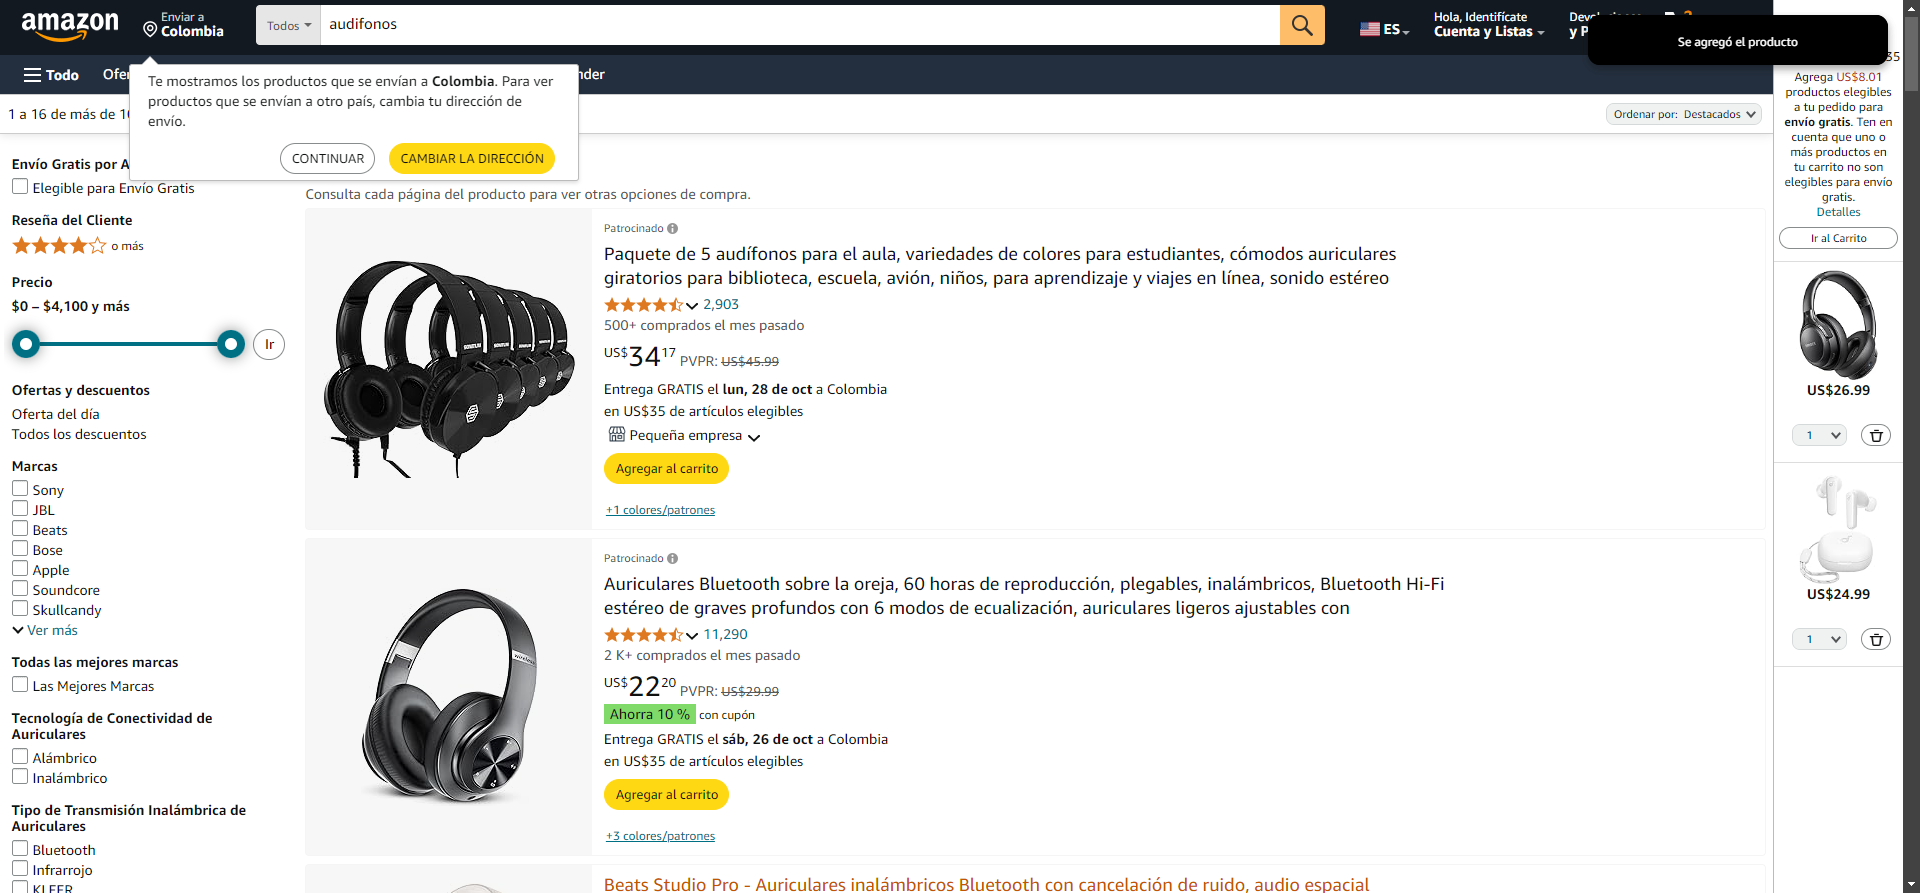 amazon
Enviar a
Colombia
Todos
audifonos
ES
Hola, Identifícate
Cuenta y Listas
y P
2
Se agregó el producto
Todo
Ofer
nder
Te mostramos los productos que se envían a Colombia. Para ver
productos que se envían a otro país, cambia tu dirección de
envío.
CONTINUAR
CAMBIAR LA DIRECCIÓN
1 a 16 de más de 10
Ordenar por: Destacados
Envío Gratis por A
Elegible para Envío Gratis
Reseña del Cliente
o más
Precio
$0 – $4,100 y más
Ir
Ofertas y descuentos
Oferta del día
Todos los descuentos
Marcas
Sony
JBL
Beats
Bose
Apple
Soundcore
Skullcandy
Ver más
Todas las mejores marcas
Las Mejores Marcas
Tecnología de Conectividad de
Auriculares
Alámbrico
Inalámbrico
Tipo de Transmisión Inalámbrica de
Auriculares
Bluetooth
Infrarrojo
KLEER
Consulta cada página del producto para ver otras opciones de compra.
Patrocinado
Paquete de 5 audífonos para el aula, variedades de colores para estudiantes, cómodos auriculares
giratorios para biblioteca, escuela, avión, niños, para aprendizaje y viajes en línea, sonido estéreo
2,903
500+ comprados el mes pasado
US$34 17 PVPR: US$45.99
Entrega GRATIS el lun, 28 de oct a Colombia
en US$35 de artículos elegibles
Pequeña empresa
Agregar al carrito
+1 colores/patrones
Patrocinado
Auriculares Bluetooth sobre la oreja, 60 horas de reproducción, plegables, inalámbricos, Bluetooth Hi-Fi
estéreo de graves profundos con 6 modos de ecualización, auriculares ligeros ajustables con
11,290
2 K+ comprados el mes pasado
US$22 20 PVPR: US$29.99
Ahorra 10 % con cupón
Entrega GRATIS el sáb, 26 de oct a Colombia
en US$35 de artículos elegibles
Agregar al carrito
+3 colores/patrones
Beats Studio Pro - Auriculares inalámbricos Bluetooth con cancelación de ruido, audio espacial
35
Agrega US$8.01
productos elegibles
a tu pedido para
envío gratis. Ten en
cuenta que uno o
más productos en
tu carrito no son
elegibles para envío
gratis.
Detalles
Ir al Carrito
US$26.99
1
US$24.99
1